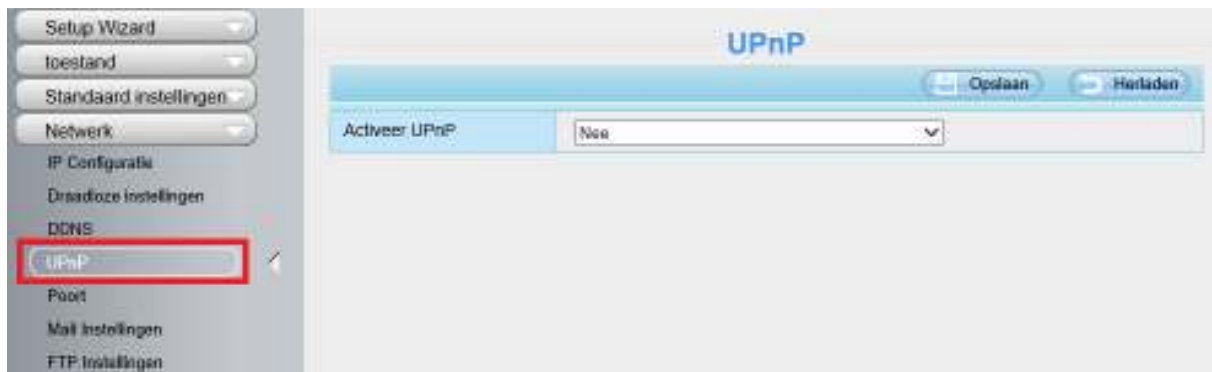 Setup Wizard
toestand
Standaard instellingen
Netwerk
IP Configuratie
Draadloze instellingen
DDNS
UPnP
Poort
Mail Instellingen
FTP Instellingen
UPnP
Opslaan
Herladen
Activeer UPnP
Nee